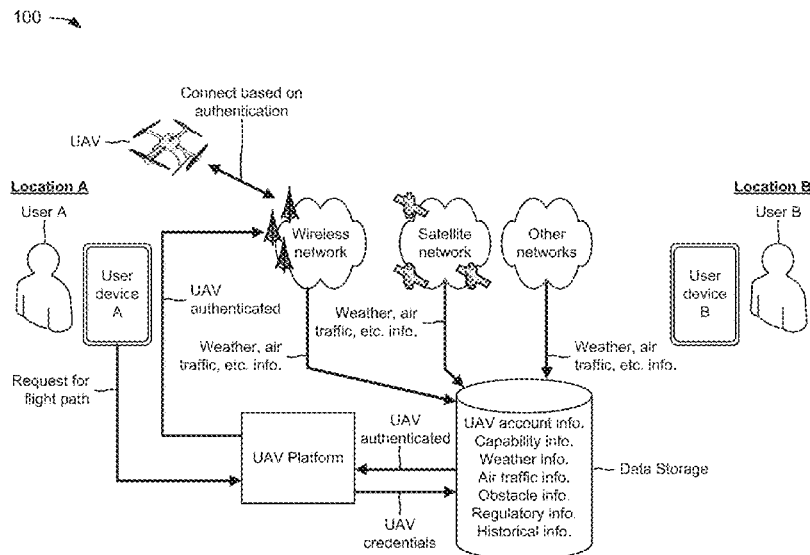 100
Connect based on
authentication
UAV
Location A
User A
Location B
User B
Wireless
network
Satellite
network
Other
networks
User
device
A
User
device
B
UAV
authenticated
Weather, air
traffic, etc. info.
Weather, air
traffic, etc. info.
Weather, air
traffic, etc. info.
Request for
flight path
UAV Platform
UAV
authenticated
UAV
credentials
UAV account info.
Capability info.
Weather info.
Air traffic info.
Obstacle info.
Regulatory info.
Historical info.
Data Storage